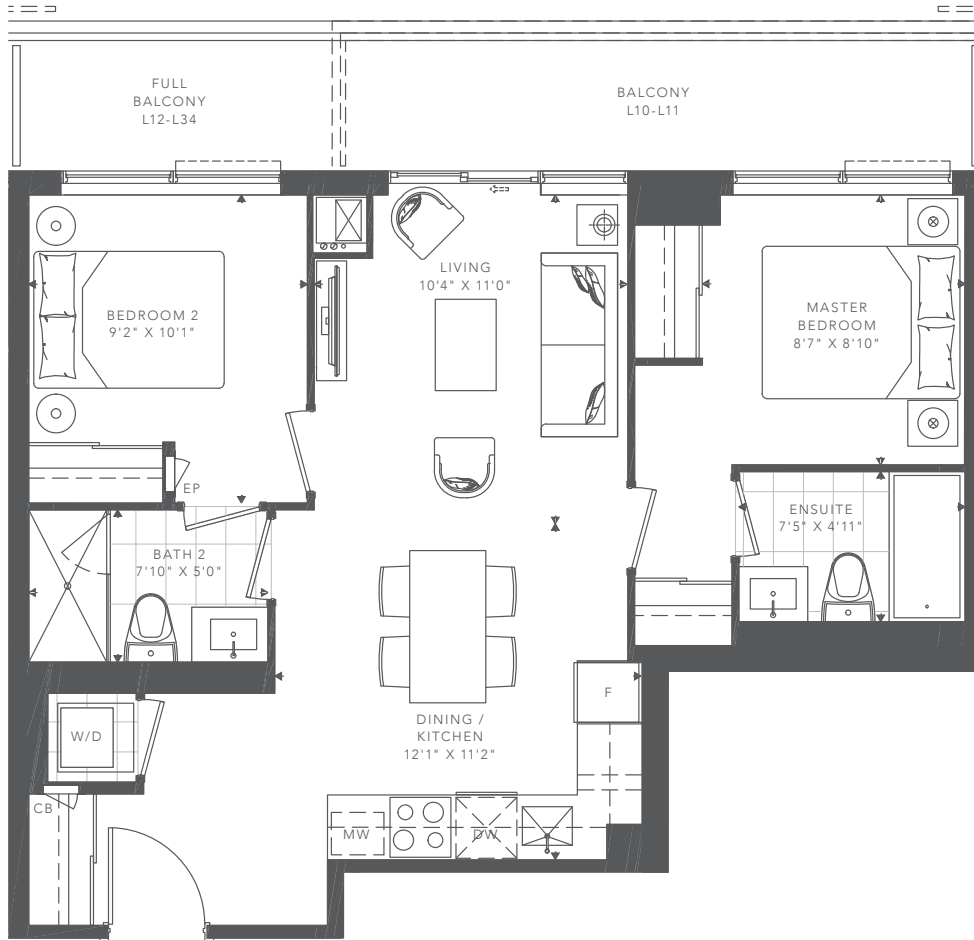 FULL
BALCONY
L12-L34
BALCONY
L10-L11
LIVING
10'4" X 11'0"
BEDROOM 2
9'2" X 10'1"
MASTER
BEDROOM
8'7" X 8'10"
EP
ENSUITE
7'5" X 4'11"
BATH 2
7'10" X 5'0"
F
DINING /
KITCHEN
12'1" X 11'2"
W/D
CB
MW
DW